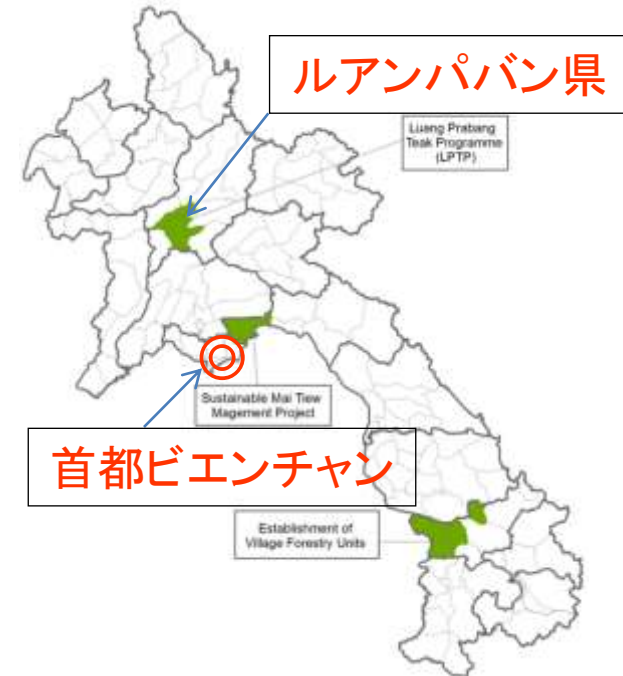 ルアンパバン県
Luang Prabang
Teak Programme
(LPTP)
Sustainable Mai Tiew
Magement Project
首都ビエンチャン
Establishment of
Village Forestry Units